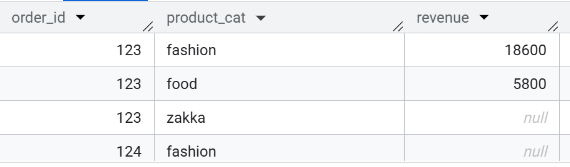 order_id product_cat revenue
123 fashion 18600
123 food 5800
123 zakka null
124 fashion null